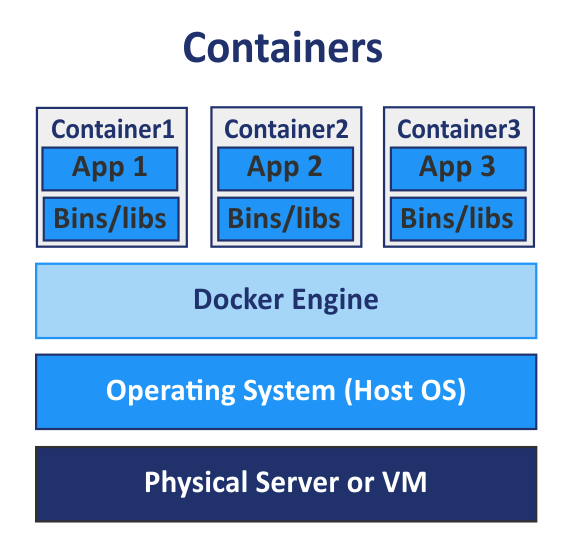 Containers
Container1
App 1
Bins/libs
Container2
App 2
Bins/libs
Container3
App 3
Bins/libs
Docker Engine
Operating System (Host OS)
Physical Server or VM